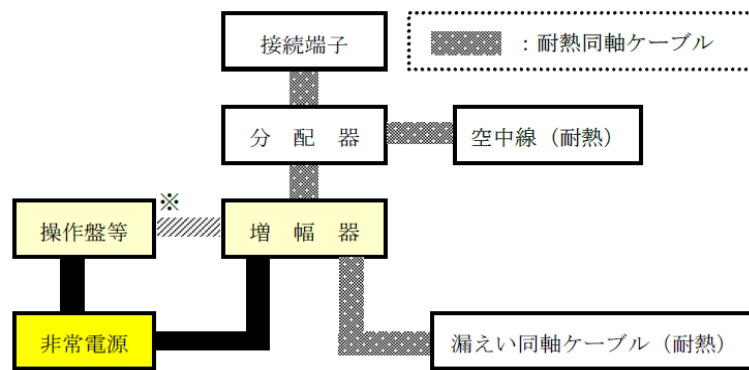 接続端子
：耐熱同軸ケーブル
分　配　器
空中線（耐熱）
※
操作盤等
増　幅　器
非常電源
漏えい同軸ケーブル（耐熱）